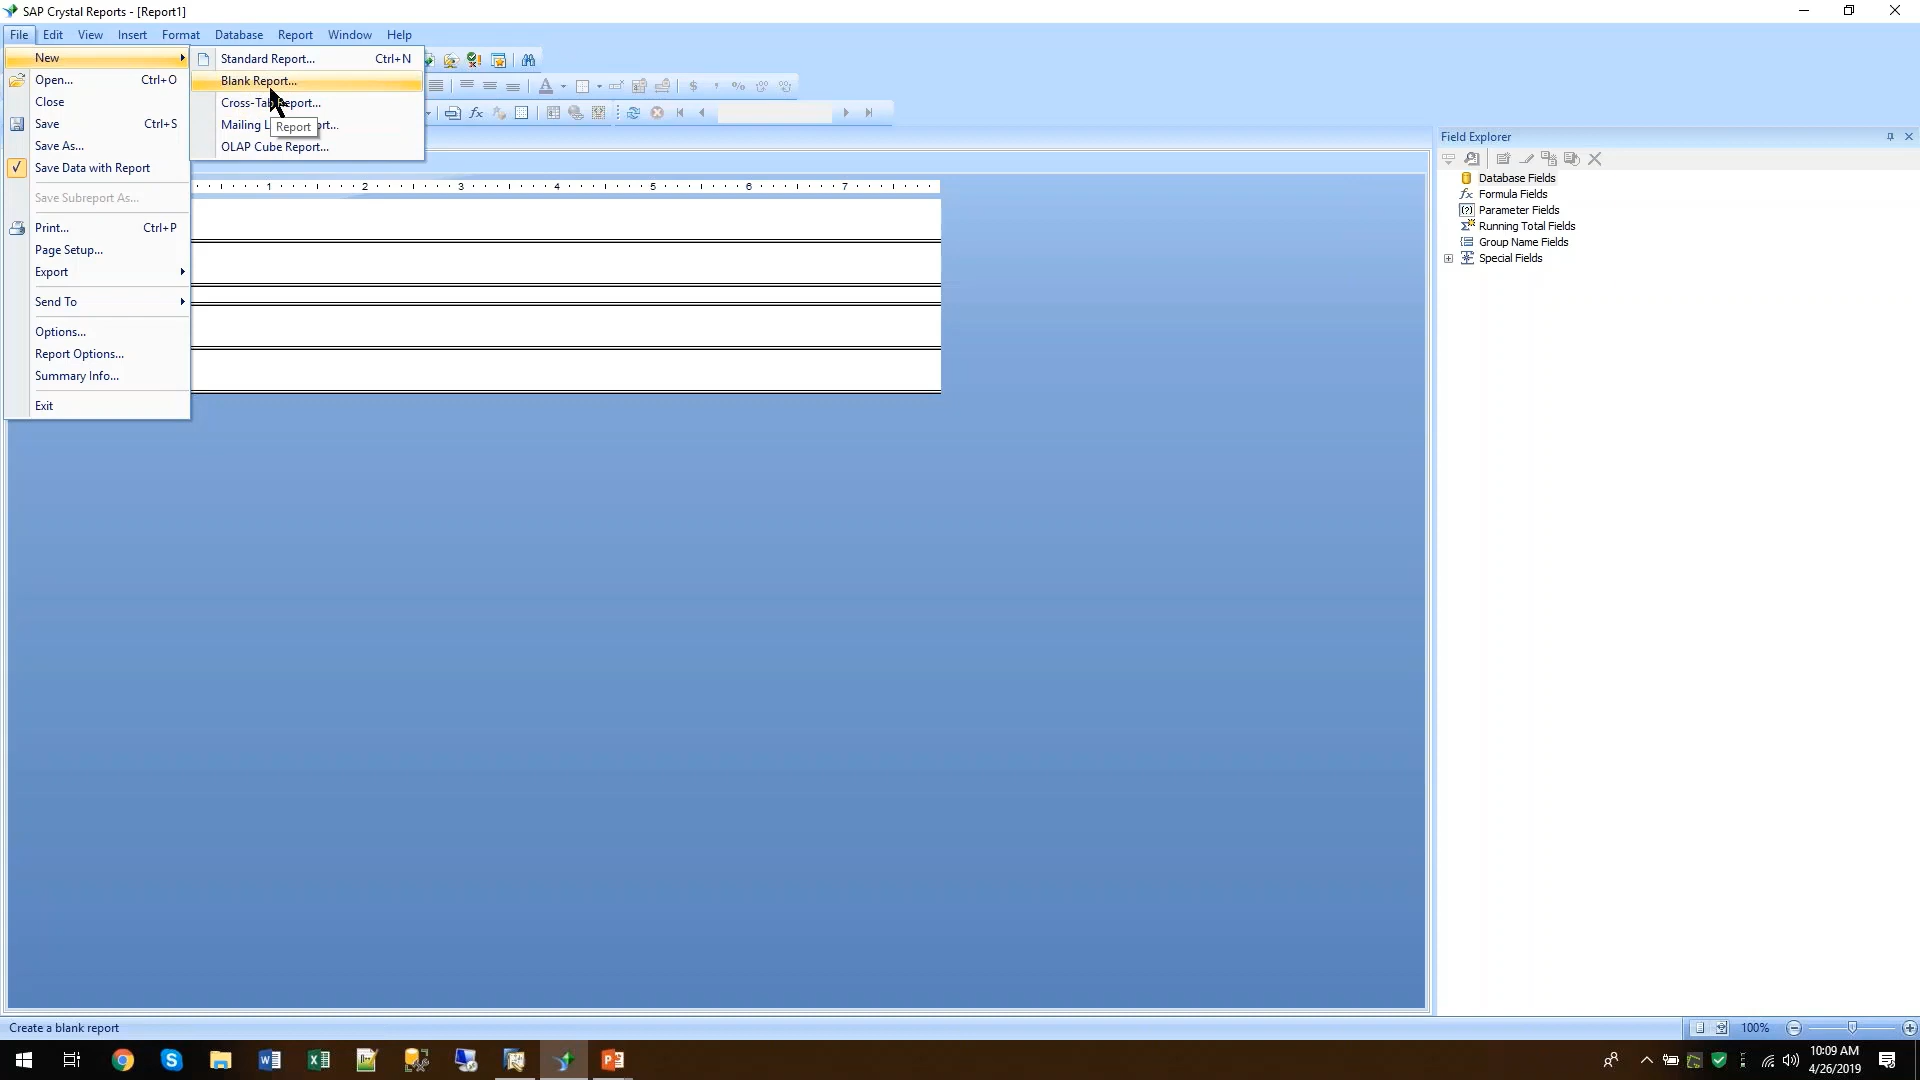 SAP Crystal Reports - [Report1]
File Edit View Insert Format Database Report Window Help
New
Open... Ctrl+O
Close
Save Ctrl+S
Save As...
Save Data with Report
Save Subreport As...
Print... Ctrl+P
Page Setup...
Export
Send To
Options...
Report Options...
Summary Info...
Exit
Standard Report... Ctrl+N
Blank Report...
Cross-Tab Report...
Mailing L ort...
OLAP Cube Report...
Report
1 2 3 4 5 6 7
Field Explorer
Database Fields
Formula Fields
Parameter Fields
Running Total Fields
Group Name Fields
Special Fields
Create a blank report
100%
10:09 AM
4/26/2019